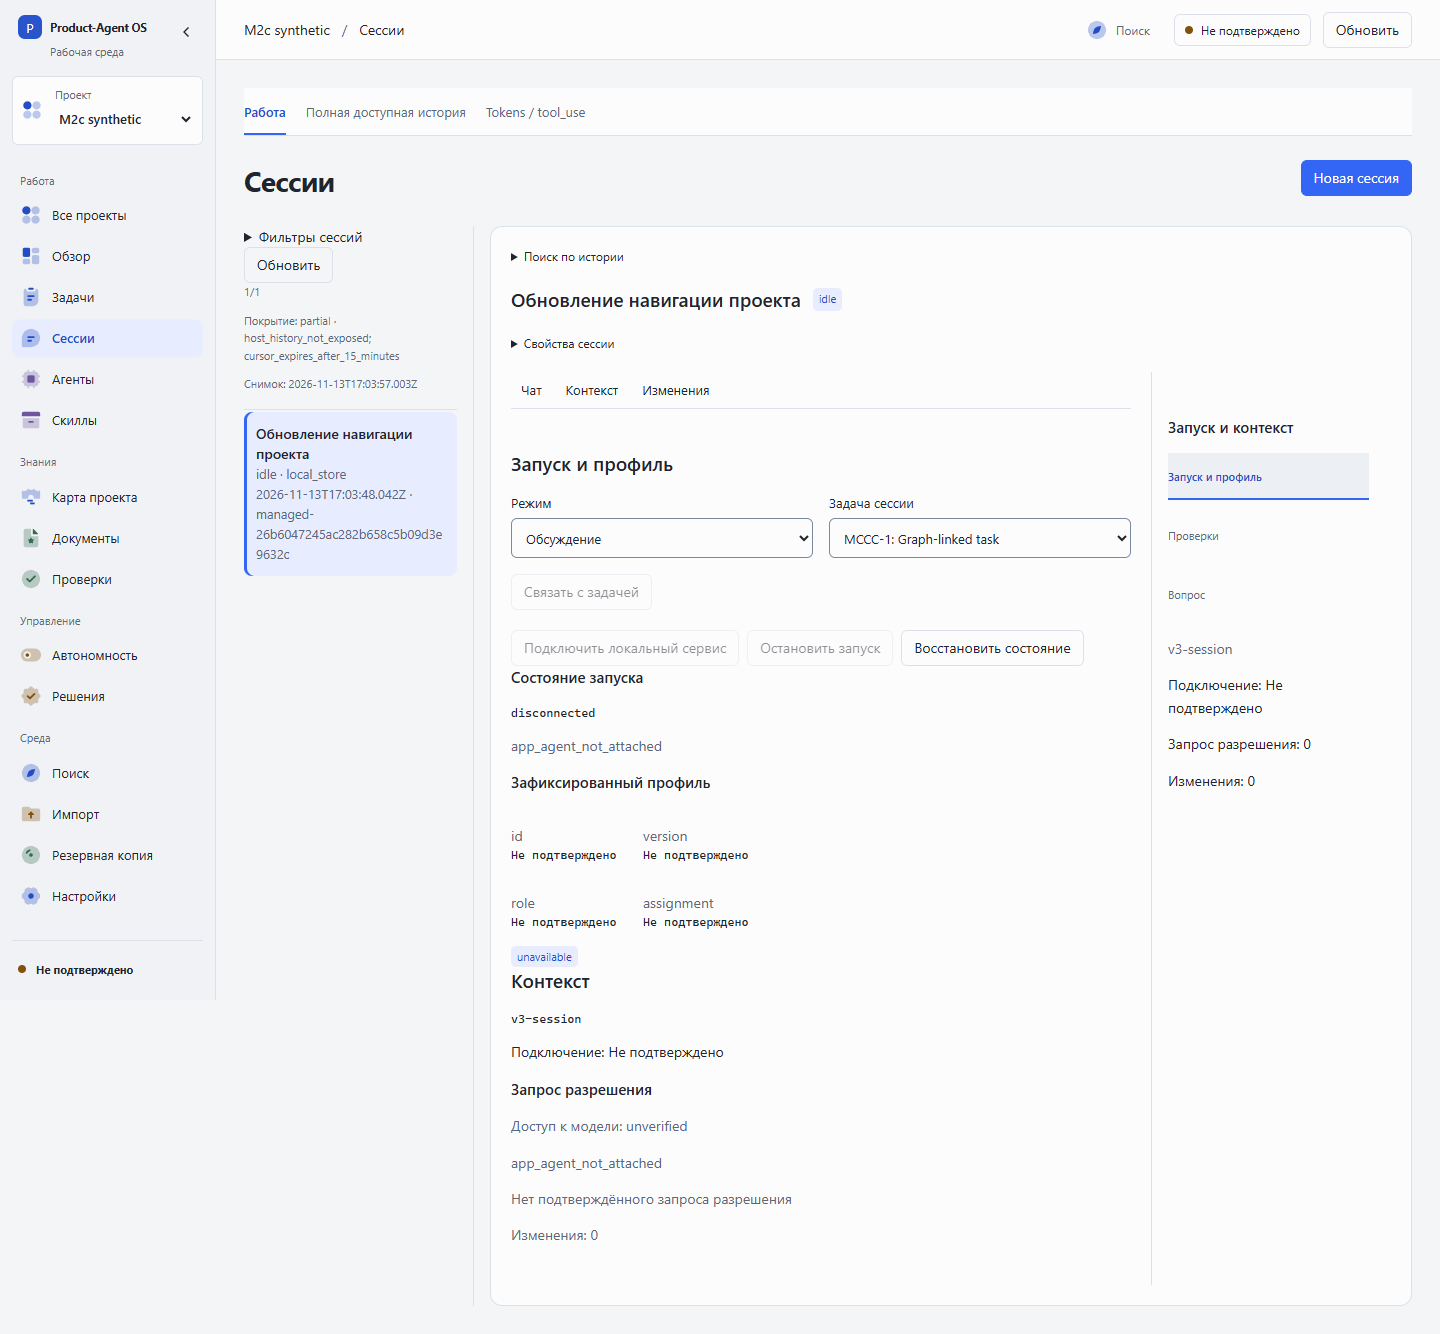 P
Product-Agent OS
Рабочая среда
Проект
M2c synthetic
Работа
Все проекты
Обзор
Задачи
Сессии
Агенты
Скиллы
Знания
Карта проекта
Документы
Проверки
Управление
Автономность
Решения
Среда
Поиск
Импорт
Резервная копия
Настройки
Не подтверждено
M2c synthetic / Сессии
Поиск
Не подтверждено
Обновить
Работа
Полная доступная история
Tokens / tool_use
Сессии
Новая сессия
Фильтры сессий
Обновить
1/1
Покрытие: partial ·
host_history_not_exposed;
cursor_expires_after_15_minutes
Снимок: 2026-11-13T17:03:57.003Z
Обновление навигации
проекта
idle · local_store
2026-11-13T17:03:48.042Z ·
managed-
26b6047245ac282b658c5b09d3e
9632c
Поиск по истории
Обновление навигации проекта
idle
Свойства сессии
Чат
Контекст
Изменения
Запуск и профиль
Режим
Задача сессии
Обсуждение
MCCC-1: Graph-linked task
Связать с задачей
Подключить локальный сервис
Остановить запуск
Восстановить состояние
Состояние запуска
disconnected
app_agent_not_attached
Зафиксированный профиль
id
version
Не подтверждено
Не подтверждено
role
assignment
Не подтверждено
Не подтверждено
unavailable
Контекст
v3-session
Подключение: Не подтверждено
Запрос разрешения
Доступ к модели: unverified
app_agent_not_attached
Нет подтверждённого запроса разрешения
Изменения: 0
Запуск и контекст
Запуск и профиль
Проверки
Вопрос
v3-session
Подключение: Не
подтверждено
Запрос разрешения: 0
Изменения: 0